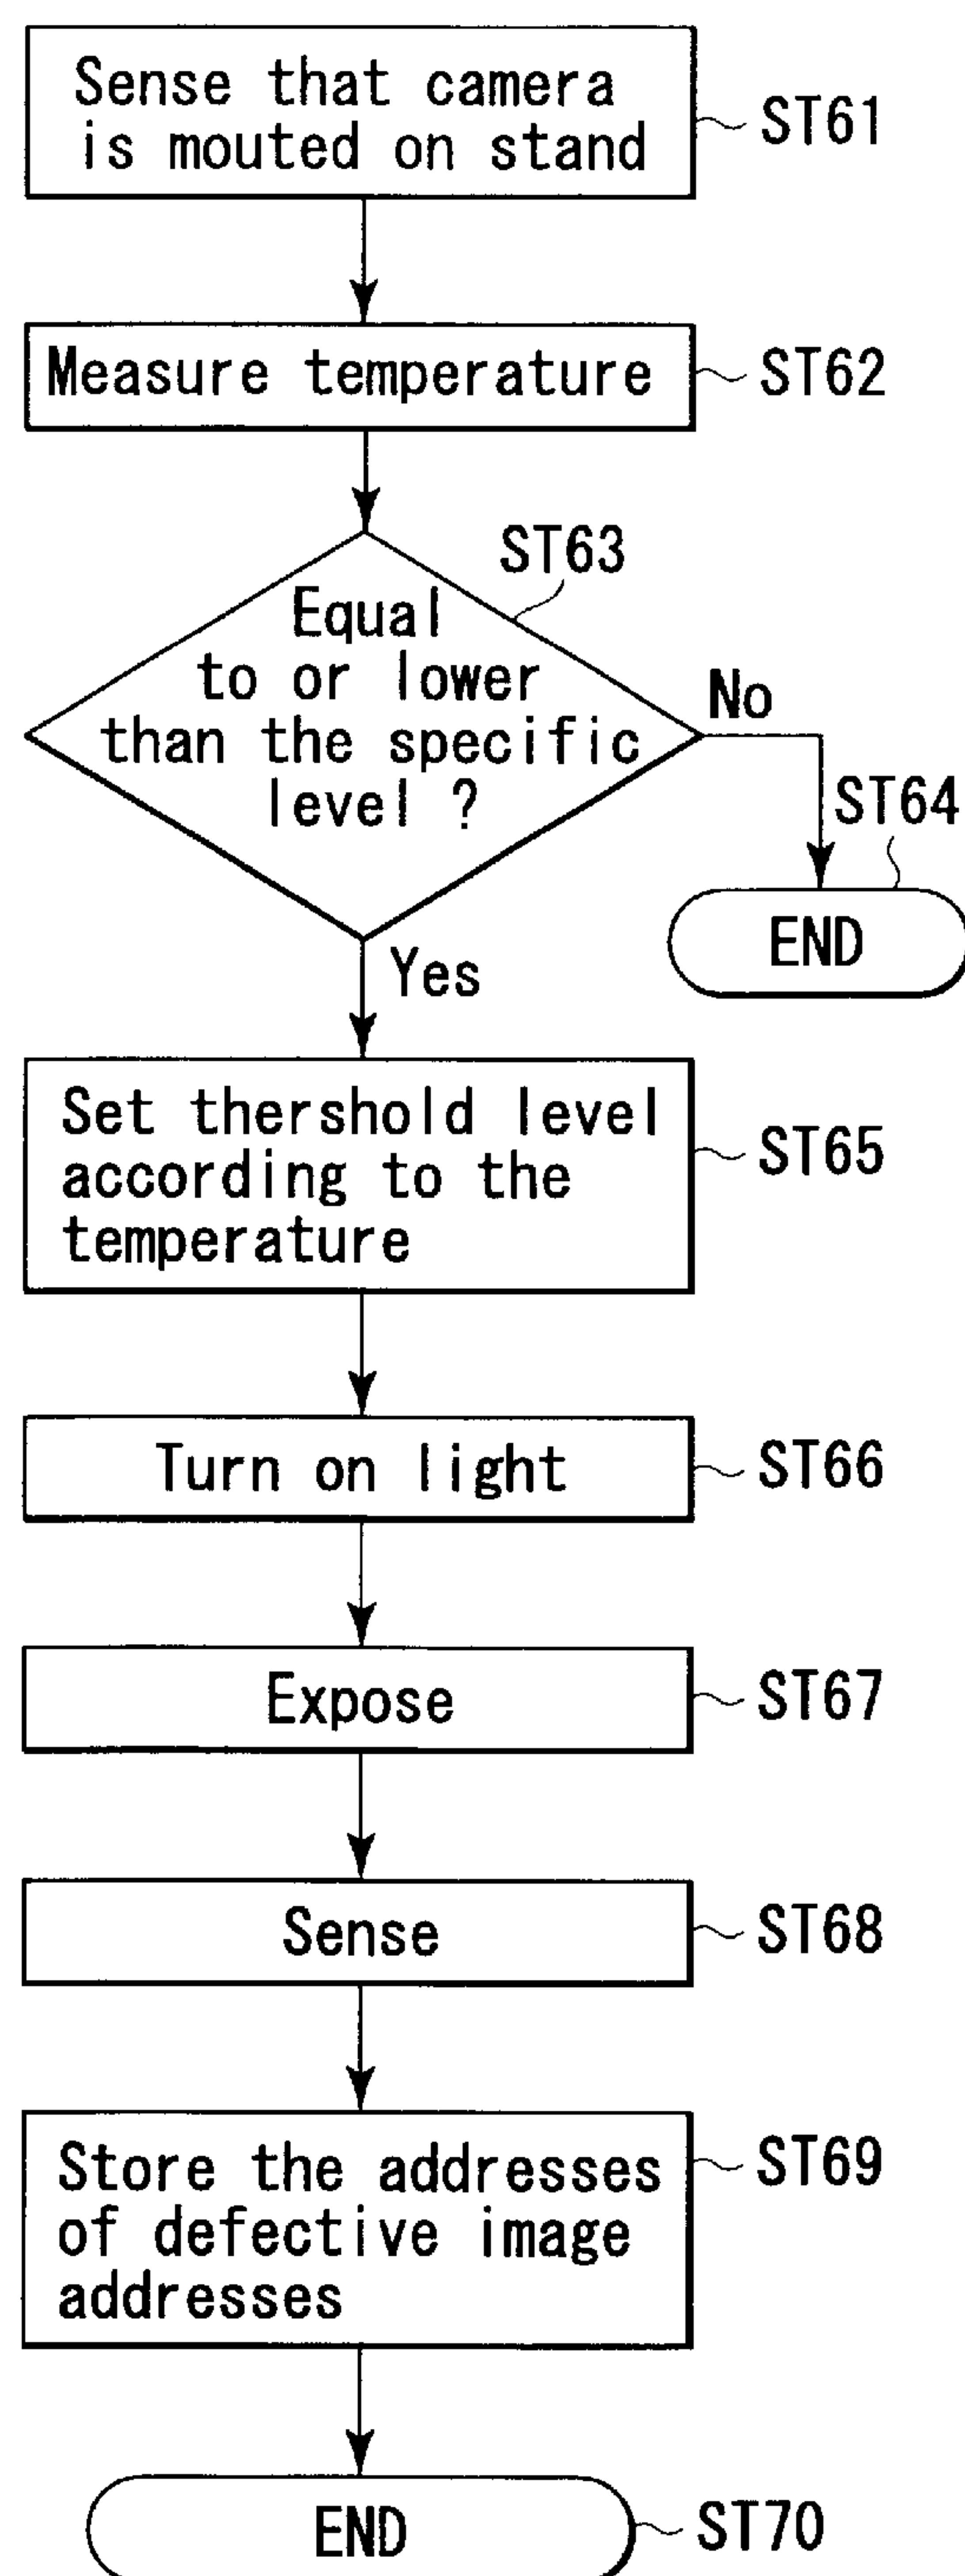 Sense that camera
is mouted on stand
ST61
Measure temperature
ST62
ST63
Equal
to or lower
than the specific
level ?
No
ST64
END
Yes
Set thershold level
according to the
temperature
ST65
Turn on light
ST66
Expose
ST67
Sense
ST68
Store the addresses
of defective image
addresses
ST69
END
ST70